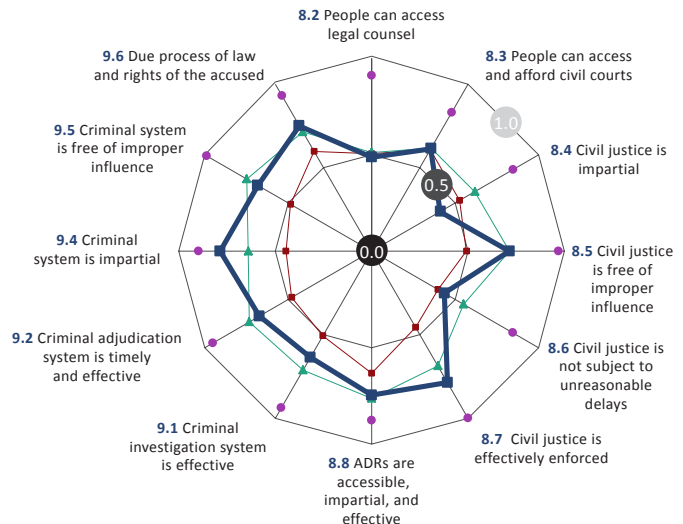 8.2 People can access
legal counsel
8.3 People can access
and afford civil courts
1.0
8.4 Civil justice is
impartial
0.5
8.5 Civil justice
is free of
improper
influence
0.0
8.6 Civil justice is
not subject to
unreasonable
delays
8.7 Civil justice is
effectively enforced
8.8 ADRs are
accessible,
impartial, and
effective
9.1 Criminal
investigation system
is effective
9.2 Criminal adjudication
system is timely
and effective
9.4 Criminal
system is impartial
9.5 Criminal system
is free of improper
influence
9.6 Due process of law
and rights of the accused